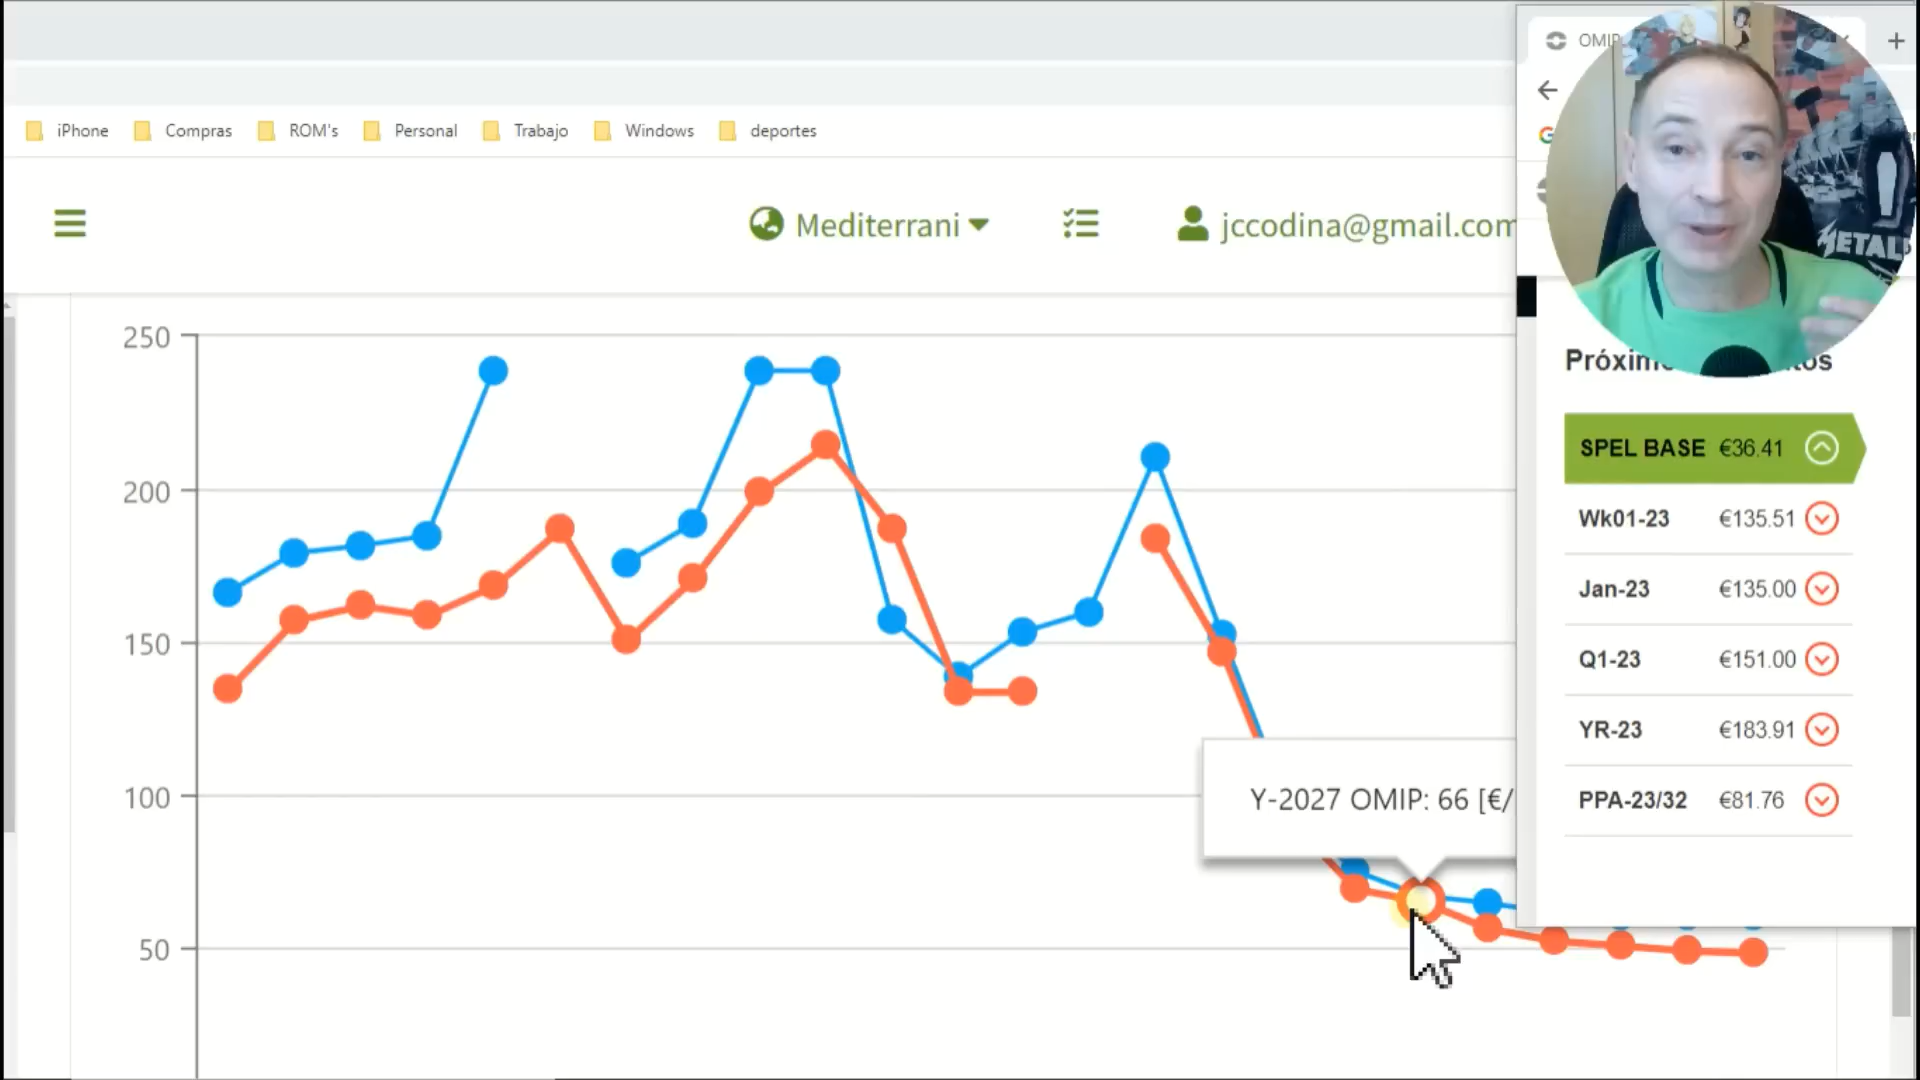 OMIP
iPhone
Compras
ROM's
Personal
Trabajo
Windows
deportes
Mediterrani
jccodina@gmail.com
METAL
250
200
150
100
50
Y-2027 OMIP: 66 [€/
SPEL BASE €36.41
Wk01-23 €135.51
Jan-23 €135.00
Q1-23 €151.00
YR-23 €183.91
PPA-23/32 €81.76